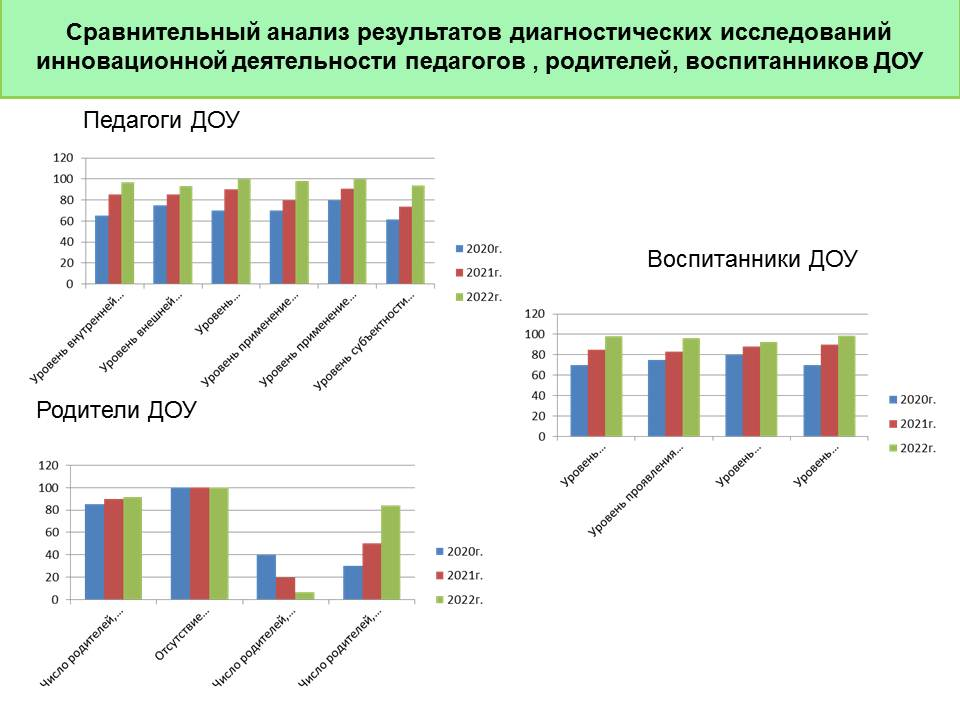 Сравнительный анализ результатов диагностических исследований
инновационной деятельности педагогов , родителей, воспитанников ДОУ
Педагоги ДОУ
120
100
80
60
40
20
0
Уровень внутренней...
Уровень внешней...
Уровень...
Уровень применение...
Уровень применение...
Уровень субъектности...
2020г.
2021г.
2022г.
Воспитанники ДОУ
120
100
80
60
40
20
0
Уровень...
Уровень проявления...
Уровень...
Уровень...
2020г.
2021г.
2022г.
Родители ДОУ
120
100
80
60
40
20
0
Число родителей,...
Отсутствие...
Число родителей,...
Число родителей,...
2020г.
2021г.
2022г.